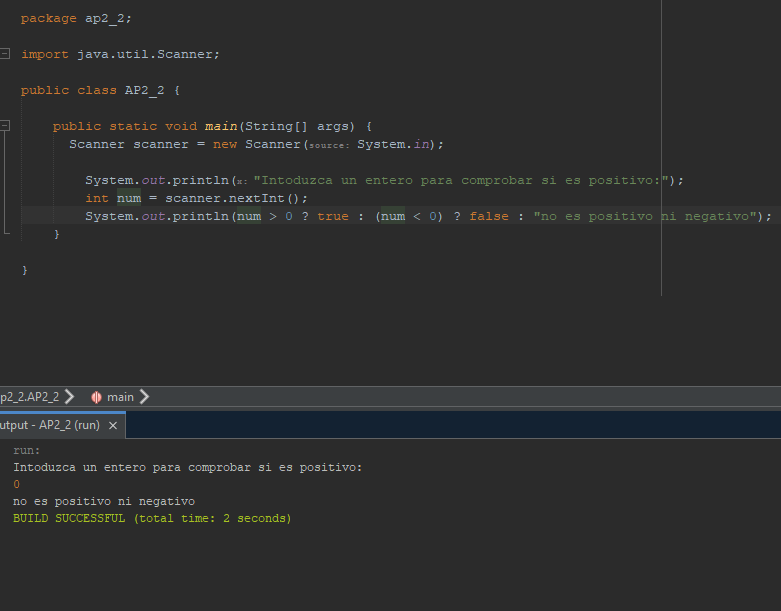 package ap2_2;
import java.util.Scanner;
public class AP2_2 {
public static void main(String[] args) {
Scanner scanner = new Scanner(source: System.in);
System.out.println(x: "Intoduzca un entero para comprobar si es positivo:");
int num = scanner.nextInt();
System.out.println(num > 0 ? true : (num < 0) ? false : "no es positivo ni negativo");
}
}
p2_2.AP2_2 main
utput - AP2_2 (run) ×
run:
Intoduzca un entero para comprobar si es positivo:
0
no es positivo ni negativo
BUILD SUCCESSFUL (total time: 2 seconds)